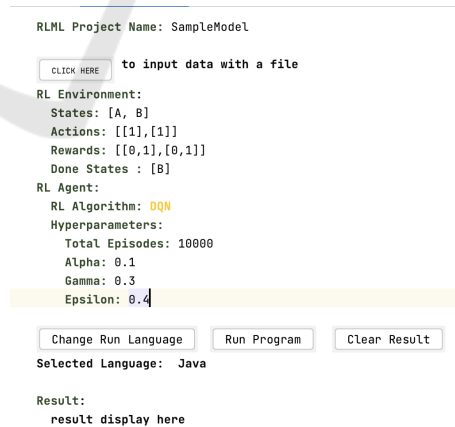 RLML Project Name: SampleModel
CLICK HERE to input data with a file
RL Environment:
States: [A, B]
Actions: [[1],[1]]
Rewards: [[0,1],[0,1]]
Done States : [B]
RL Agent:
RL Algorithm: DQN
Hyperparameters:
Total Episodes: 10000
Alpha: 0.1
Gamma: 0.3
Epsilon: 0.4
Change Run Language Run Program Clear Result
Selected Language: Java
Result:
result display here